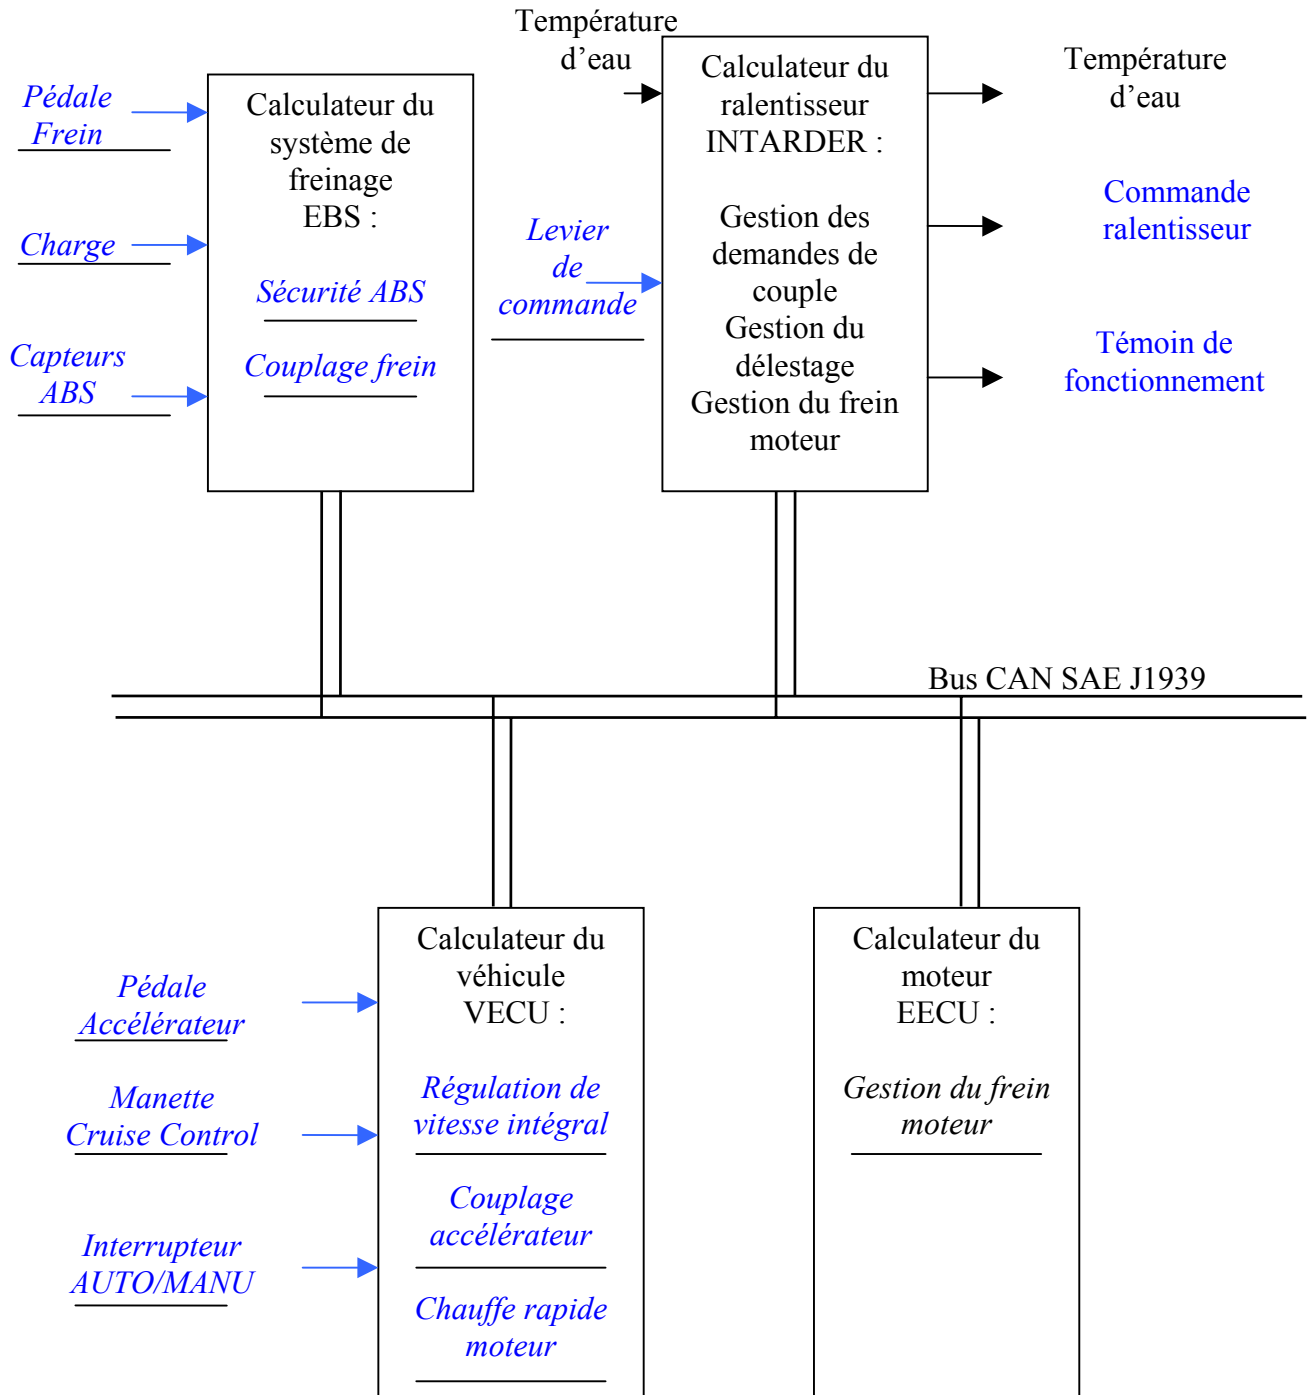 Température
d’eau
Pédale
Frein
Charge
Capteurs
ABS
Calculateur du
système de
freinage
EBS :
Sécurité ABS
Couplage frein
Levier
de
commande
Calculateur du
ralentisseur
INTARDER :
Gestion des
demandes de
couple
Gestion du
délestage
Gestion du frein
moteur
Température
d’eau
Commande
ralentisseur
Témoin de
fonctionnement
Bus CAN SAE J1939
Pédale
Accélérateur
Manette
Cruise Control
Interrupteur
AUTO/MANU
Calculateur du
véhicule
VECU :
Régulation de
vitesse intégral
Couplage
accélérateur
Chauffe rapide
moteur
Calculateur du
moteur
EECU :
Gestion du frein
moteur